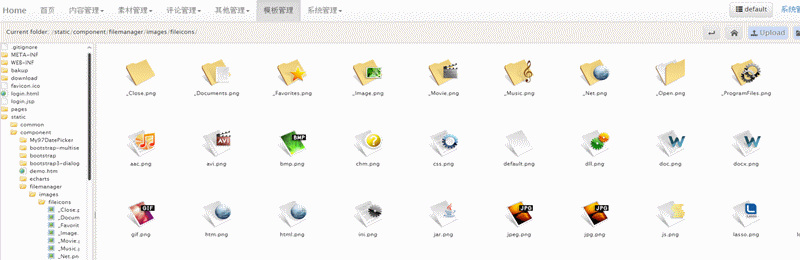 Home 首页 内容管理 素材管理 评论管理 其他管理 模板管理 系统管理 default 系统管
Current folder: /static/component/filemanager/images/fileicons/ Upload
.gitignore
META-INF
WEB-INF
bakup
download
favicon.ico
login.html
login.jsp
pages
static
common
component
My97DatePicker
bootstrap-multise
bootstrap
bootstrap3-dialog
demo.htm
echarts
filemanager
images
fileicons
_Close.p
_Docum
_Favorit
_Image.
_Movie.p
_Music.p
_Net.pn
_Close.png _Documents.png _Favorites.png _Image.png _Movie.png _Music.png _Net.png _Open.png _ProgramFiles.png
AVI BMP ? W W
aac.png avi.png bmp.png chm.png css.png default.png dll.png doc.png docx.png
GIF JPG JPG
gif.png htm.png html.png ini.png jar.png jpeg.png jpg.png js.png lasso.png